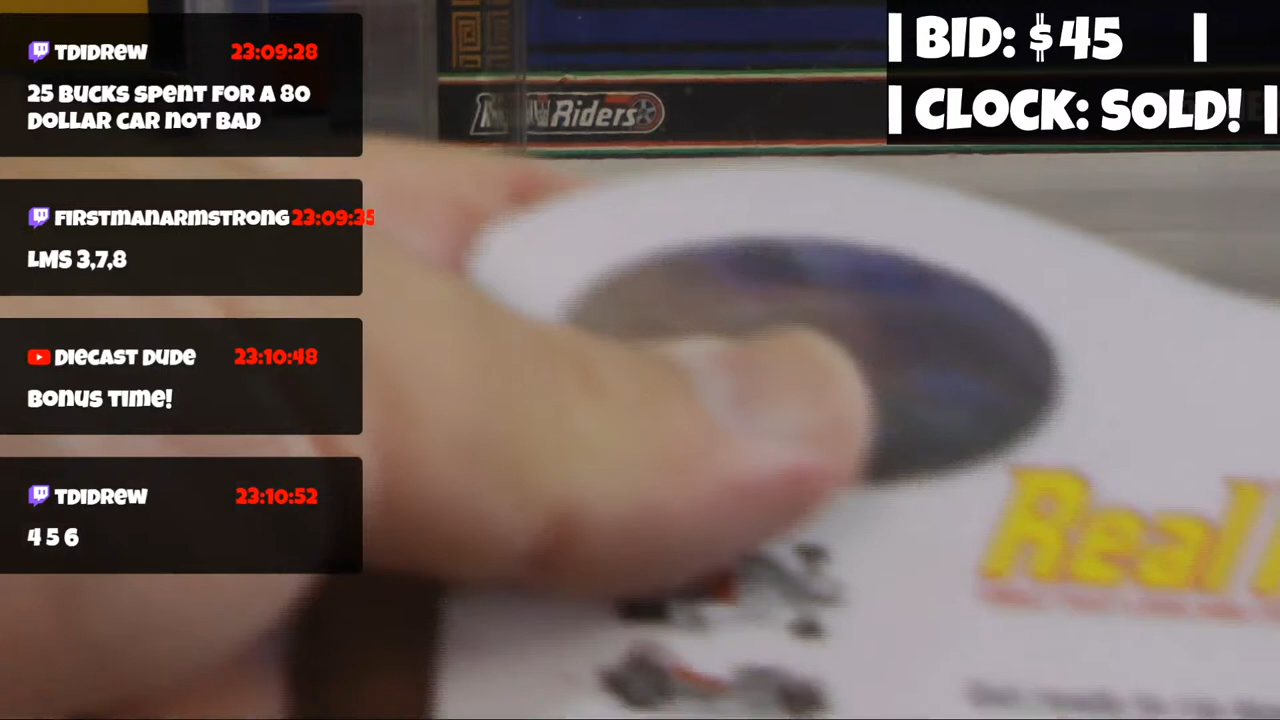 TDIDREW 23:09:28
25 BUCKS SPENT FOR A 80
DOLLAR CAR NOT BAD
FIRSTMANARMSTRONG 23:09:35
LMS 3,7,8
DIECAST DUDE 23:10:48
BONUS TIME!
TDIDREW 23:10:52
4 5 6
| BID: $45 |
| CLOCK: SOLD! |
Riders
Real